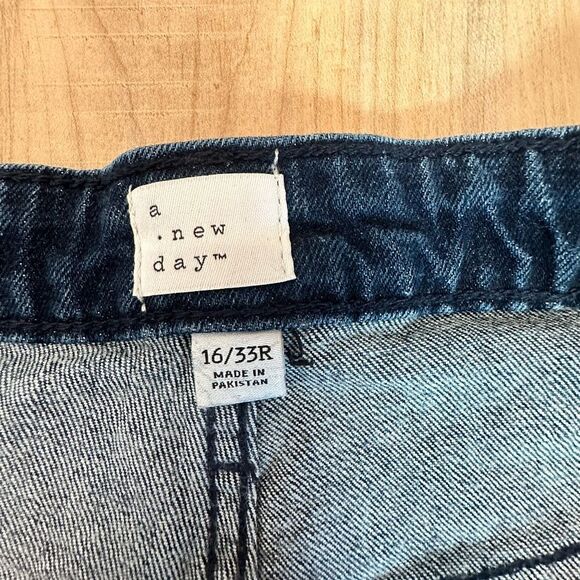 a
. new
day™
16/33R
MADE IN
PAKISTAN